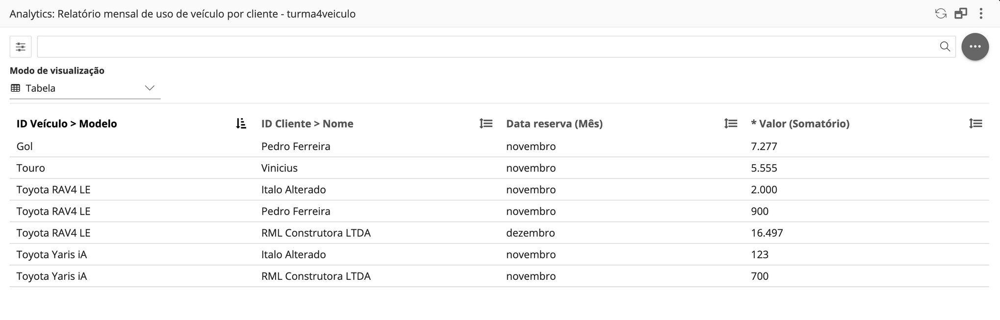 Analytics: Relatório mensal de uso de veículo por cliente - turma4veiculo
Modo de visualização
Tabela
ID Veículo > Modelo ID Cliente > Nome Data reserva (Mês) * Valor (Somatório)
Gol Pedro Ferreira novembro 7.277
Touro Vinicius novembro 5.555
Toyota RAV4 LE Italo Alterado novembro 2.000
Toyota RAV4 LE Pedro Ferreira novembro 900
Toyota RAV4 LE RML Construtora LTDA dezembro 16.497
Toyota Yaris iA Italo Alterado novembro 123
Toyota Yaris iA RML Construtora LTDA novembro 700